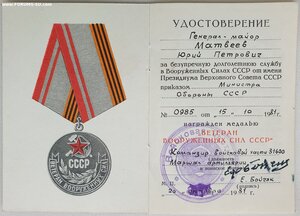 FORUMS-SU.COM
СССР
ВЕТЕРАН ВООРУЖЕННЫХ СИЛ
УДОСТОВЕРЕНИЕ
Генерал-майор
Матвеев
Юрий Петрович
за безупречную долголетнюю службу
в Вооруженных Силах СССР от имени
Президиума Верховного Совета СССР
приказом Министра
Обороны СССР
№ 0985 от "15" 10 1981 г.
награжден медалью
"ВЕТЕРАН
ВООРУЖЕННЫХ СИЛ СССР"
Командир войсковой части 31600
Маршал артиллерии
Бойчук
М. П.
1981 г.